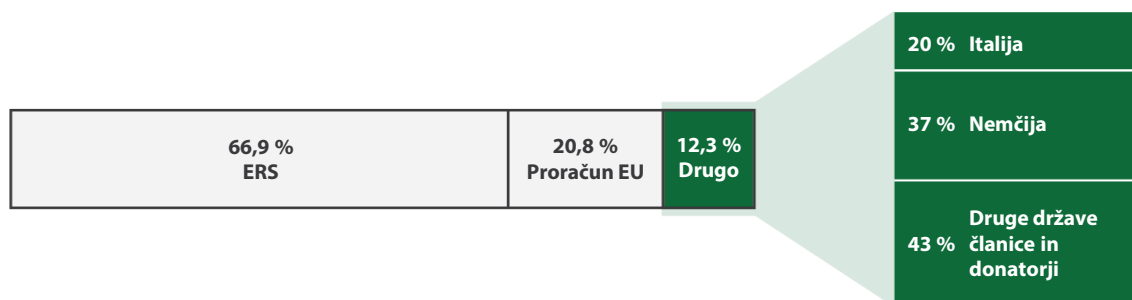 66,9 %
ERS
20,8 %
Proračun EU
12,3 %
Drugo
20 % Italija
37 % Nemčija
43 % Druge države
članice in
donatorji